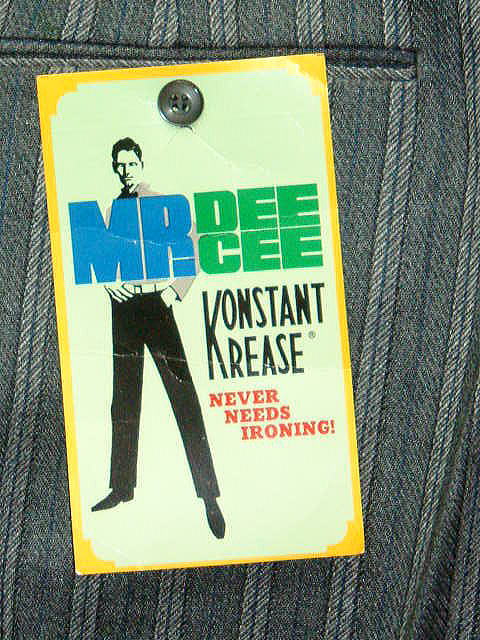 MR. DEE
CEE
KONSTANT
KREASE®
NEVER
NEEDS
IRONING!